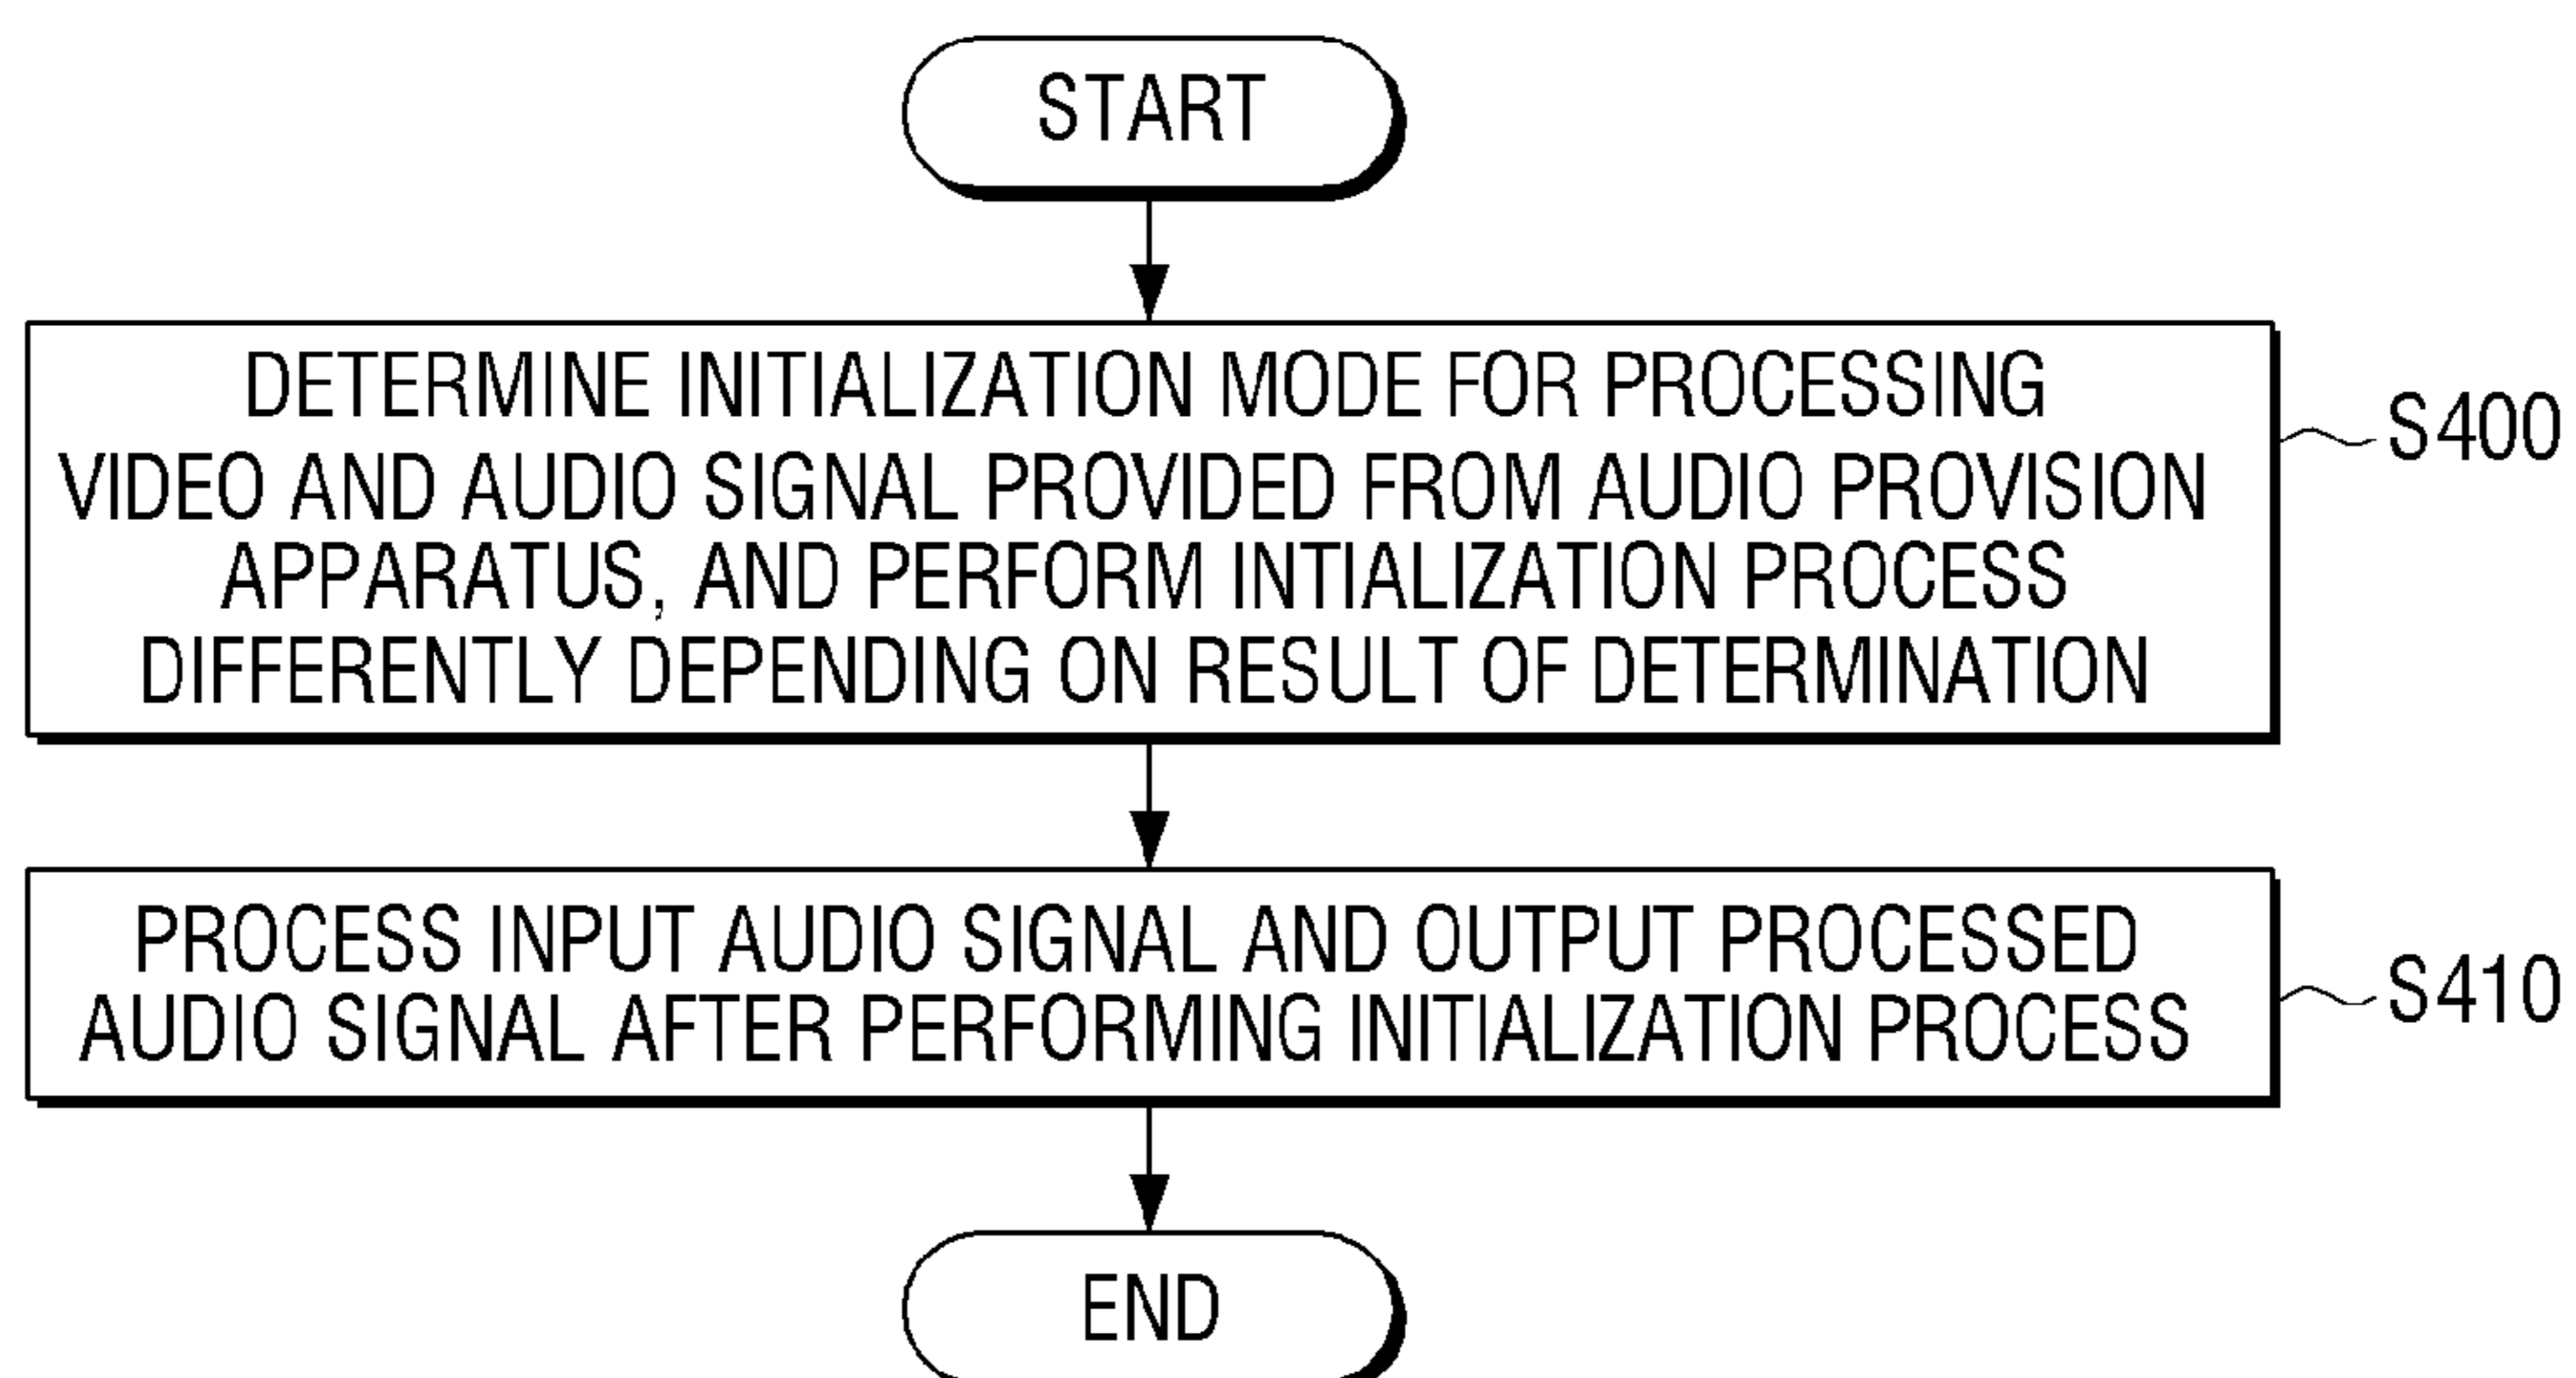 START
DETERMINE INITIALIZATION MODE FOR PROCESSING
VIDEO AND AUDIO SIGNAL PROVIDED FROM AUDIO PROVISION
APPARATUS, AND PERFORM INTIALIZATION PROCESS
DIFFERENTLY DEPENDING ON RESULT OF DETERMINATION
S400
PROCESS INPUT AUDIO SIGNAL AND OUTPUT PROCESSED
AUDIO SIGNAL AFTER PERFORMING INITIALIZATION PROCESS
S410
END